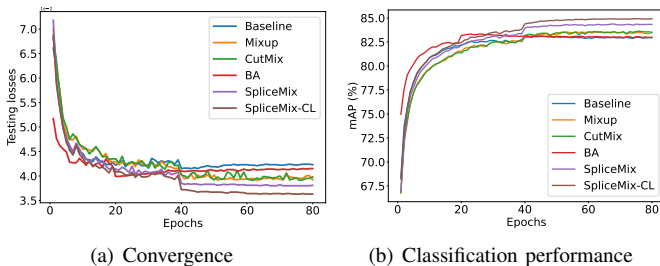 7.0
6.5
6.0
5.5
5.0
4.5
4.0
3.5
Testing losses
0 20 40 60 80
Epochs
Baseline
Mixup
CutMix
BA
SpliceMix
SpliceMix-CL
(a) Convergence
85.0
82.5
80.0
77.5
75.0
72.5
70.0
67.5
mAP (%)
0 20 40 60 80
Epochs
Baseline
Mixup
CutMix
BA
SpliceMix
SpliceMix-CL
(b) Classification performance